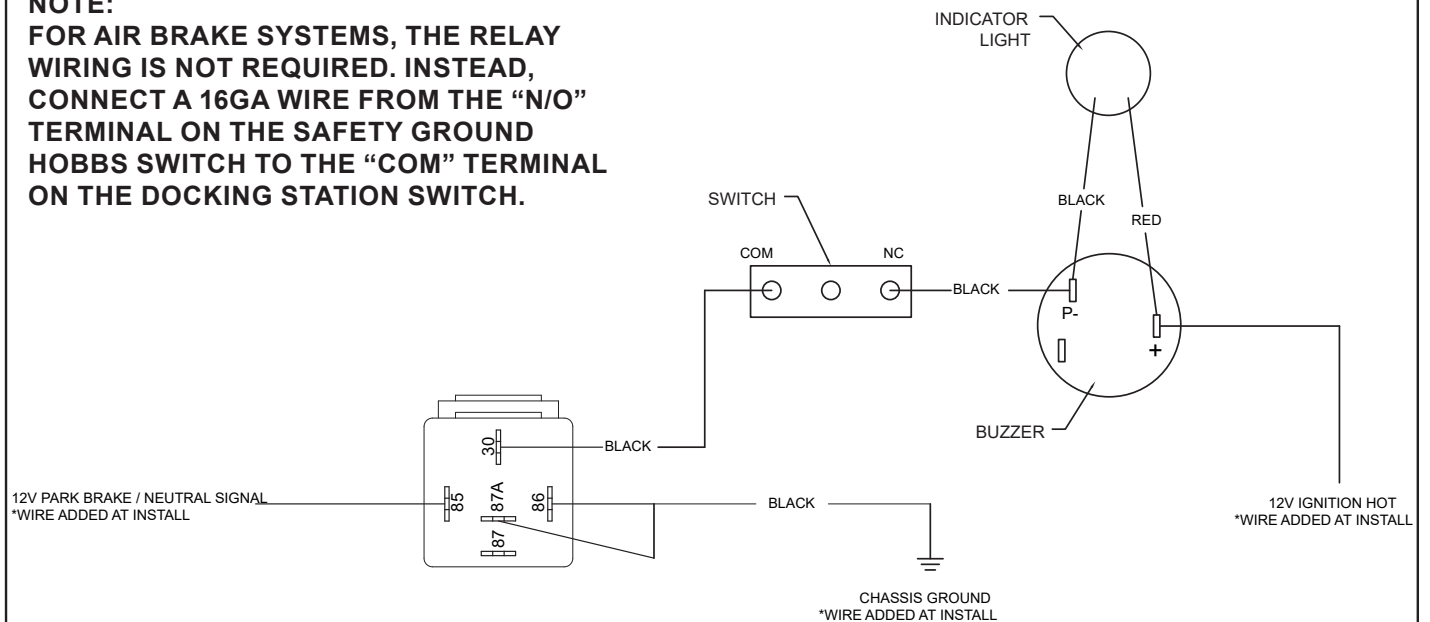 NOTE:
FOR AIR BRAKE SYSTEMS, THE RELAY
WIRING IS NOT REQUIRED. INSTEAD,
CONNECT A 16GA WIRE FROM THE “N/O”
TERMINAL ON THE SAFETY GROUND
HOBBS SWITCH TO THE “COM” TERMINAL
ON THE DOCKING STATION SWITCH.
INDICATOR
LIGHT
BLACK
RED
SWITCH
COM
NC
BLACK
P-
+
BUZZER
30
BLACK
85
87A
86
87
BLACK
12V PARK BRAKE / NEUTRAL SIGNAL
*WIRE ADDED AT INSTALL
12V IGNITION HOT
*WIRE ADDED AT INSTALL
CHASSIS GROUND
*WIRE ADDED AT INSTALL